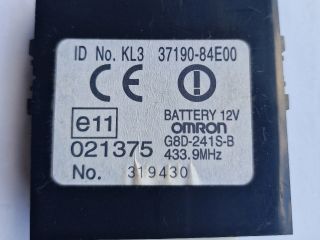 ID No. KL3 37190-84E00
CE
BATTERY 12V
e11 OMRON
G8D-241S-B
021375 433.9MHz
No. 319430